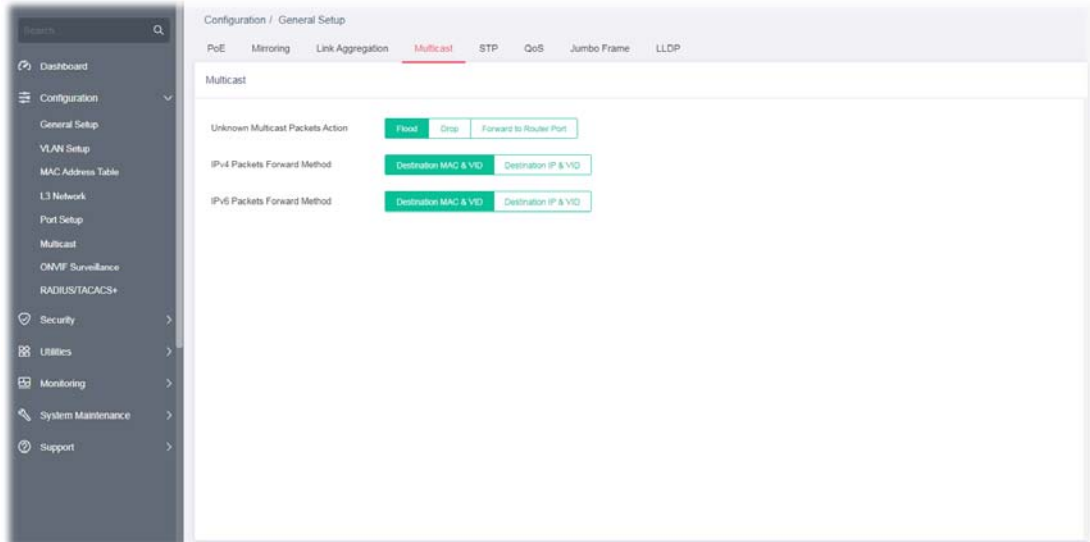 Search...
Configuration / General Setup
PoE Mirroring Link Aggregation Multicast STP QoS Jumbo Frame LLDP
Dashboard
Configuration
General Setup
VLAN Setup
MAC Address Table
L3 Network
Port Setup
Multicast
ONVIF Surveillance
RADIUS/TACACS+
Security
Utilities
Monitoring
System Maintenance
Support
Multicast
Unknown Multicast Packets Action Flood Drop Forward to Router Port
IPv4 Packets Forward Method Destination MAC & VID Destination IP & VID
IPv6 Packets Forward Method Destination MAC & VID Destination IP & VID